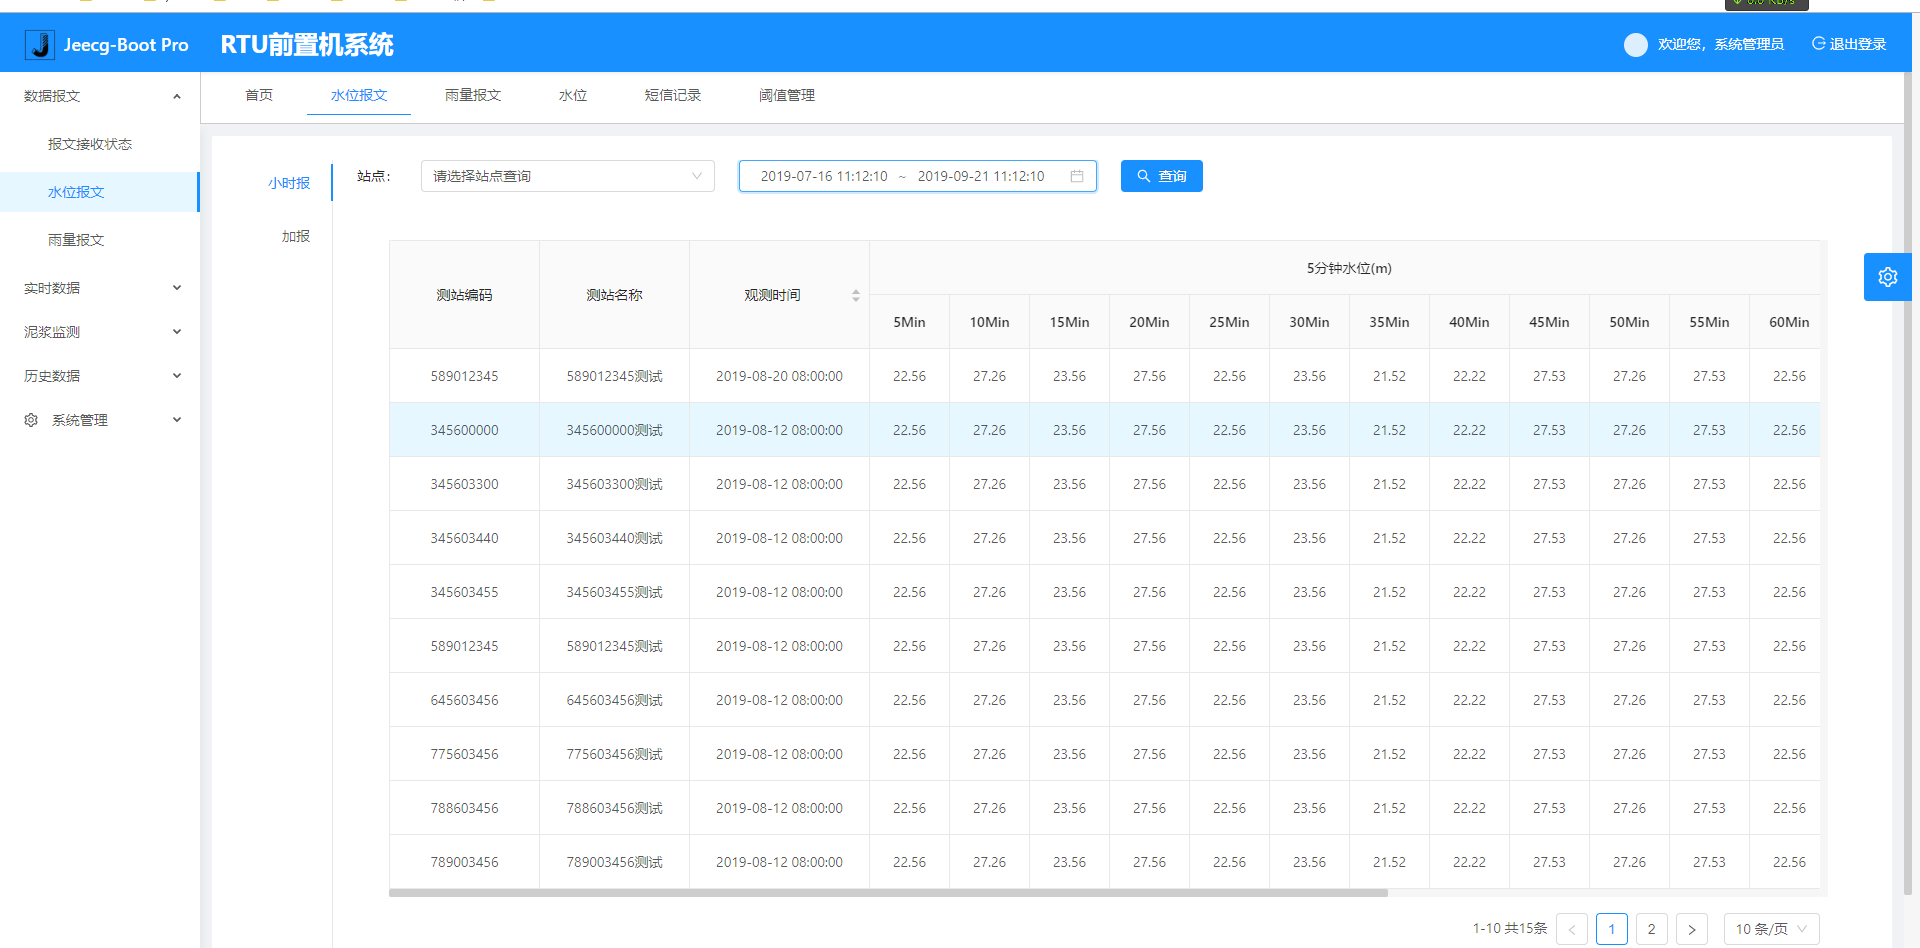 Jeecg-Boot Pro RTU前置机系统 欢迎您，系统管理员 退出登录
数据报文
报文接收状态
水位报文
雨量报文
实时数据
泥浆监测
历史数据
系统管理
首页 水位报文 雨量报文 水位 短信记录 阈值管理
小时报
加报
站点： 请选择站点查询 2019-07-16 11:12:10 ~ 2019-09-21 11:12:10 查询
测站编码 测站名称 观测时间 5分钟水位(m)
5Min 10Min 15Min 20Min 25Min 30Min 35Min 40Min 45Min 50Min 55Min 60Min
589012345 589012345测试 2019-08-20 08:00:00 22.56 27.26 23.56 27.56 22.56 23.56 21.52 22.22 27.53 27.26 27.53 22.56
345600000 345600000测试 2019-08-12 08:00:00 22.56 27.26 23.56 27.56 22.56 23.56 21.52 22.22 27.53 27.26 27.53 22.56
345603300 345603300测试 2019-08-12 08:00:00 22.56 27.26 23.56 27.56 22.56 23.56 21.52 22.22 27.53 27.26 27.53 22.56
345603440 345603440测试 2019-08-12 08:00:00 22.56 27.26 23.56 27.56 22.56 23.56 21.52 22.22 27.53 27.26 27.53 22.56
345603455 345603455测试 2019-08-12 08:00:00 22.56 27.26 23.56 27.56 22.56 23.56 21.52 22.22 27.53 27.26 27.53 22.56
589012345 589012345测试 2019-08-12 08:00:00 22.56 27.26 23.56 27.56 22.56 23.56 21.52 22.22 27.53 27.26 27.53 22.56
645603456 645603456测试 2019-08-12 08:00:00 22.56 27.26 23.56 27.56 22.56 23.56 21.52 22.22 27.53 27.26 27.53 22.56
775603456 775603456测试 2019-08-12 08:00:00 22.56 27.26 23.56 27.56 22.56 23.56 21.52 22.22 27.53 27.26 27.53 22.56
788603456 788603456测试 2019-08-12 08:00:00 22.56 27.26 23.56 27.56 22.56 23.56 21.52 22.22 27.53 27.26 27.53 22.56
789003456 789003456测试 2019-08-12 08:00:00 22.56 27.26 23.56 27.56 22.56 23.56 21.52 22.22 27.53 27.26 27.53 22.56
1-10 共15条 < 1 2 > 10 条/页